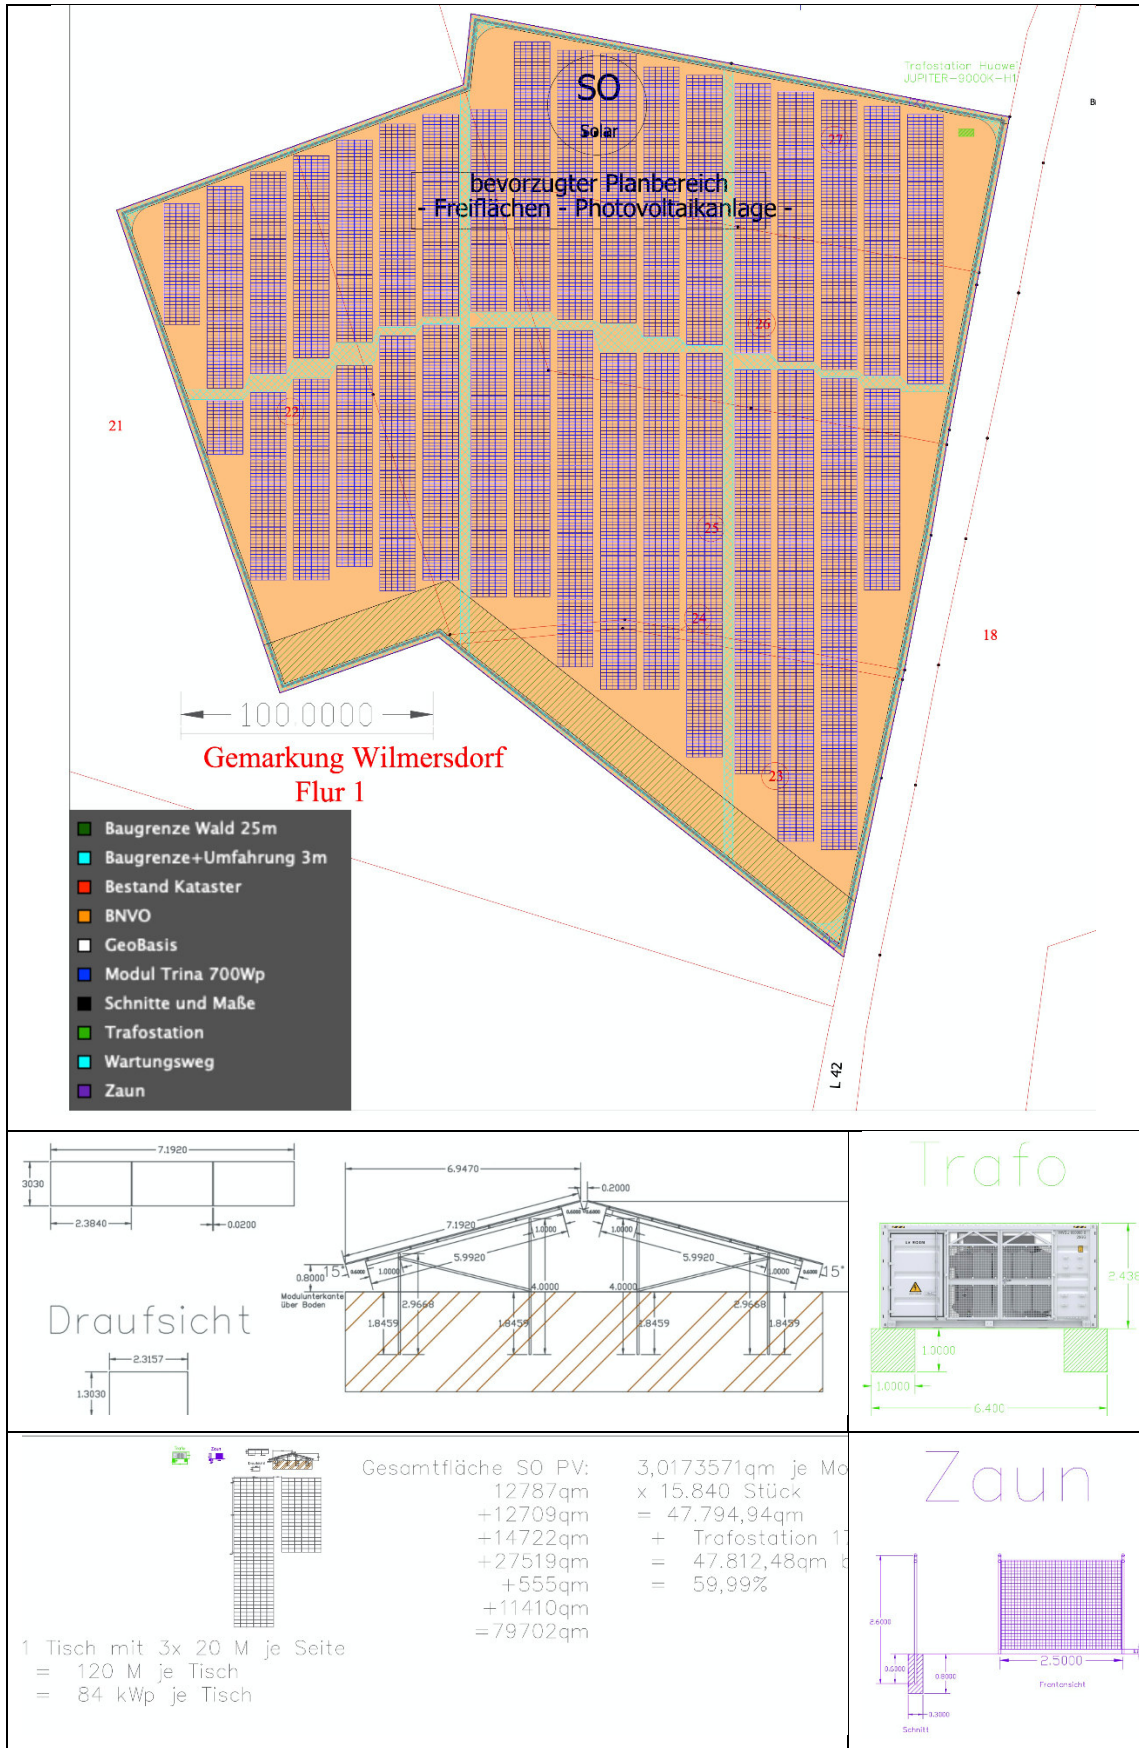 Trafostation Huawei
JUPITER-9000K-H1
SO
Solar
bevorzugter Planbereich
- Freiflächen - Photovoltaikanlage -
27
26
22
21
25
24
18
23
100.0000
Gemarkung Wilmersdorf
Flur 1
Baugrenze Wald 25m
Baugrenze+Umfahrung 3m
Bestand Kataster
BNVO
GeoBasis
Modul Trina 700Wp
Schnitte und Maße
Trafostation
Wartungsweg
Zaun
L 42
7.1920
3030
2.3840
0.0200
Draufsicht
2.3157
1.3030
6.9470
0.2000
7.1920
1.0000
1.0000
5.9920
5.9920
15°
1.0000
1.0000
15°
0.8000
Modulunterkante
über Boden
4.0000
4.0000
2.9668
2.9668
1.8459
1.8459
1.8459
1.8459
Trafo
2.438
1.0000
1.0000
6.400
Trafo
Zaun
1 Tisch mit 3x 20 M je Seite
= 120 M je Tisch
= 84 kWp je Tisch
Gesamtfläche SO PV:
12787qm
+12709qm
+14722qm
+27519qm
+555qm
+11410qm
=79702qm
3,0173571qm je Mo
x 15.840 Stück
= 47.794,94qm
+ Trafostation 17
= 47.812,48qm b
= 59,99%
Zaun
2.6000
0.6000
0.8000
0.3000
Schnitt
2.5000
Frontansicht